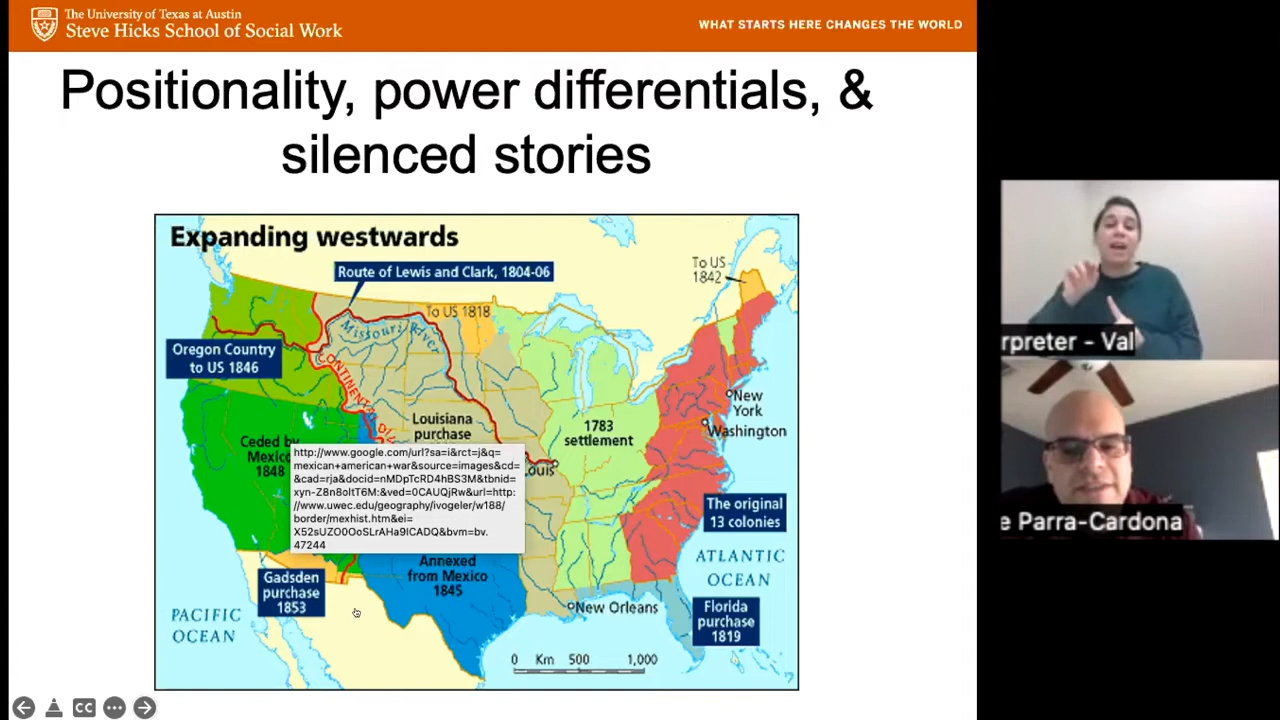 The University of Texas at Austin
Steve Hicks School of Social Work
WHAT STARTS HERE CHANGES THE WORLD
Positionality, power differentials, &
silenced stories
Expanding westwards
Route of Lewis and Clark, 1804-06
To US
1842
To US 1818
Missouri River
Oregon Country
to US 1846
CONTINENTAL
Louisiana
purchase
1783
settlement
New
York
Washington
Ceded by
Mexico
1848
http://www.google.com/url?sa=i&rct=j&q=
mexican+american+war&source=images&cd=
&cad=rja&docid=nMDpTcRD4hBS3M&tbnid=
xyn-Z8n8oltT6M:&ved=0CAUQjRw&url=http:
//www.uwec.edu/geography/ivogeler/w188/
border/mexhist.htm&ei=
X52sUZO0OoSLrAHa9ICADQ&bvm=bv.
47244
Louis
The original
13 colonies
ATLANTIC
OCEAN
Annexed
from Mexico
1845
Gadsden
purchase
1853
PACIFIC
OCEAN
New Orleans
Florida
purchase
1819
0 Km 500 1,000
CC
rpreter - Val
e Parra-Cardona